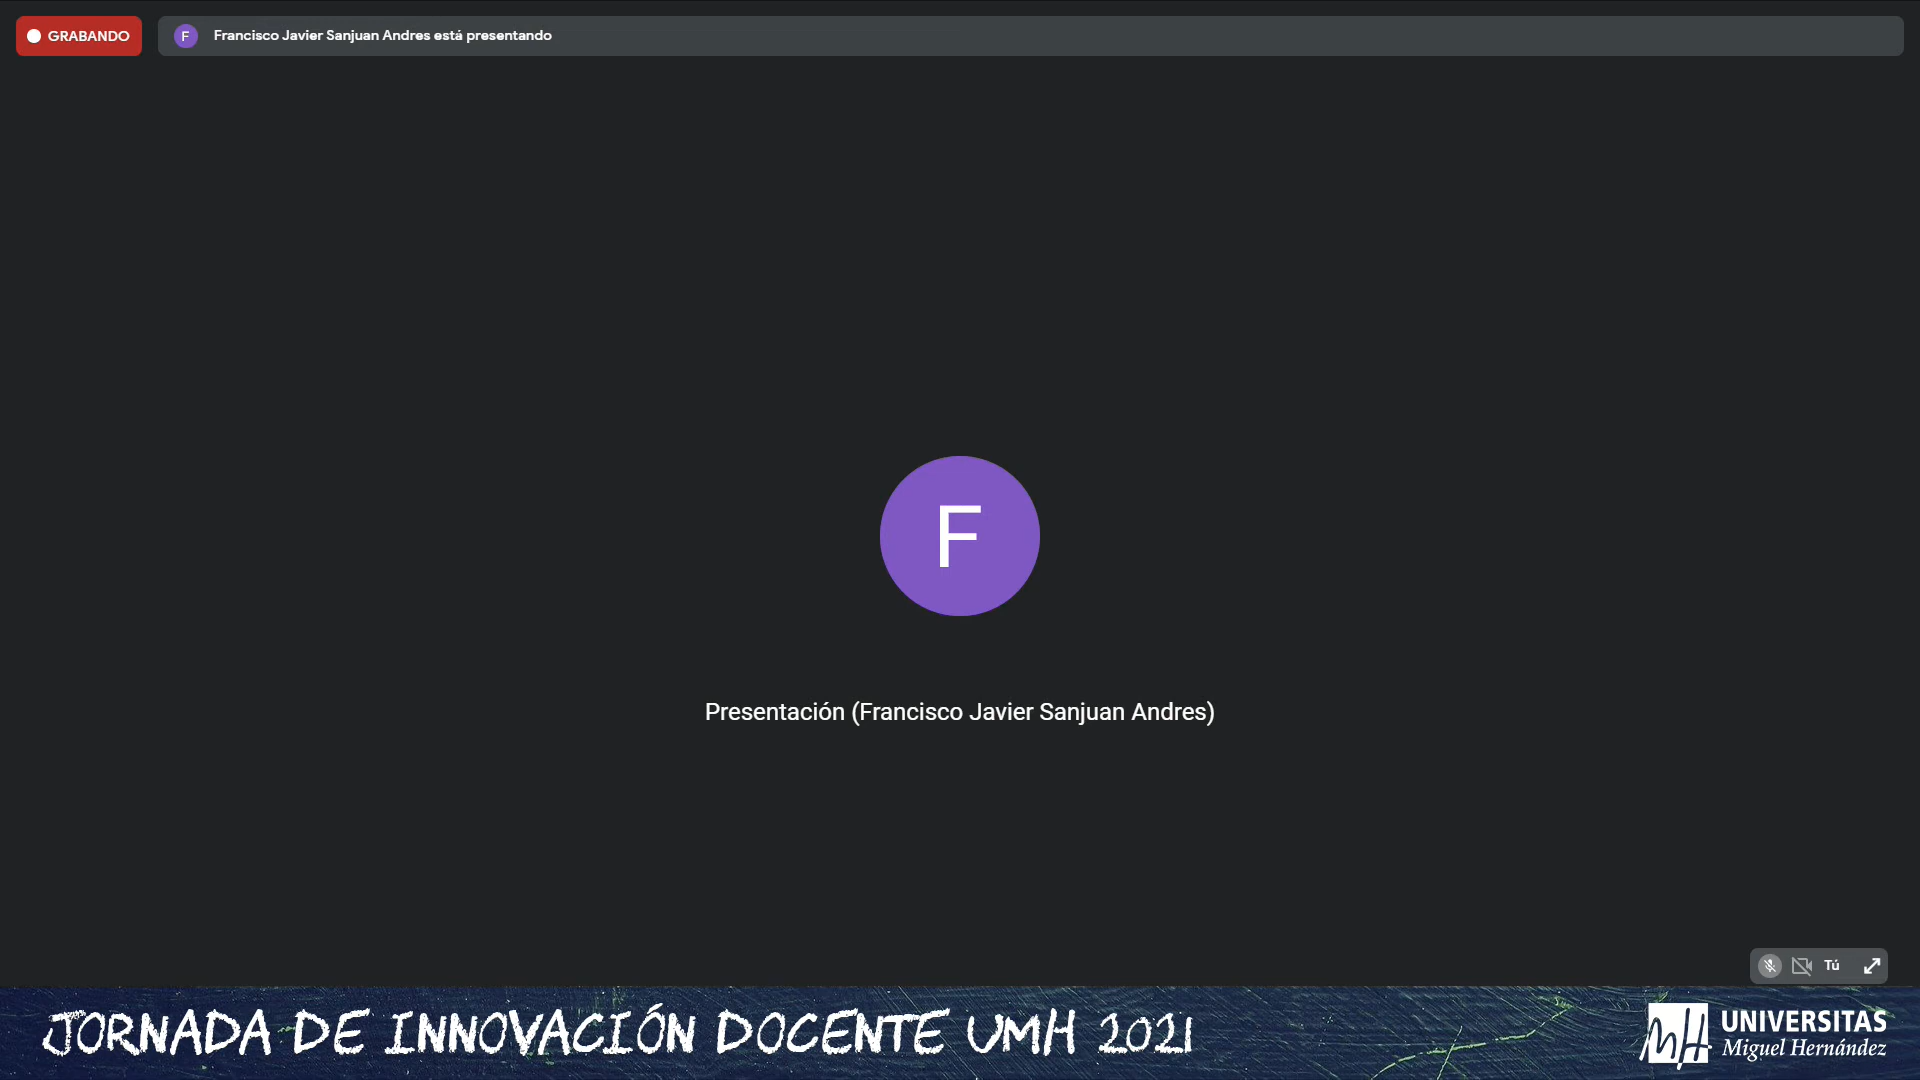 GRABANDO
F
Francisco Javier Sanjuan Andres está presentando
F
Presentación (Francisco Javier Sanjuan Andres)
Tú
JORNADA DE INNOVACIÓN DOCENTE UMH 2021
UNIVERSITAS
Miguel Hernández